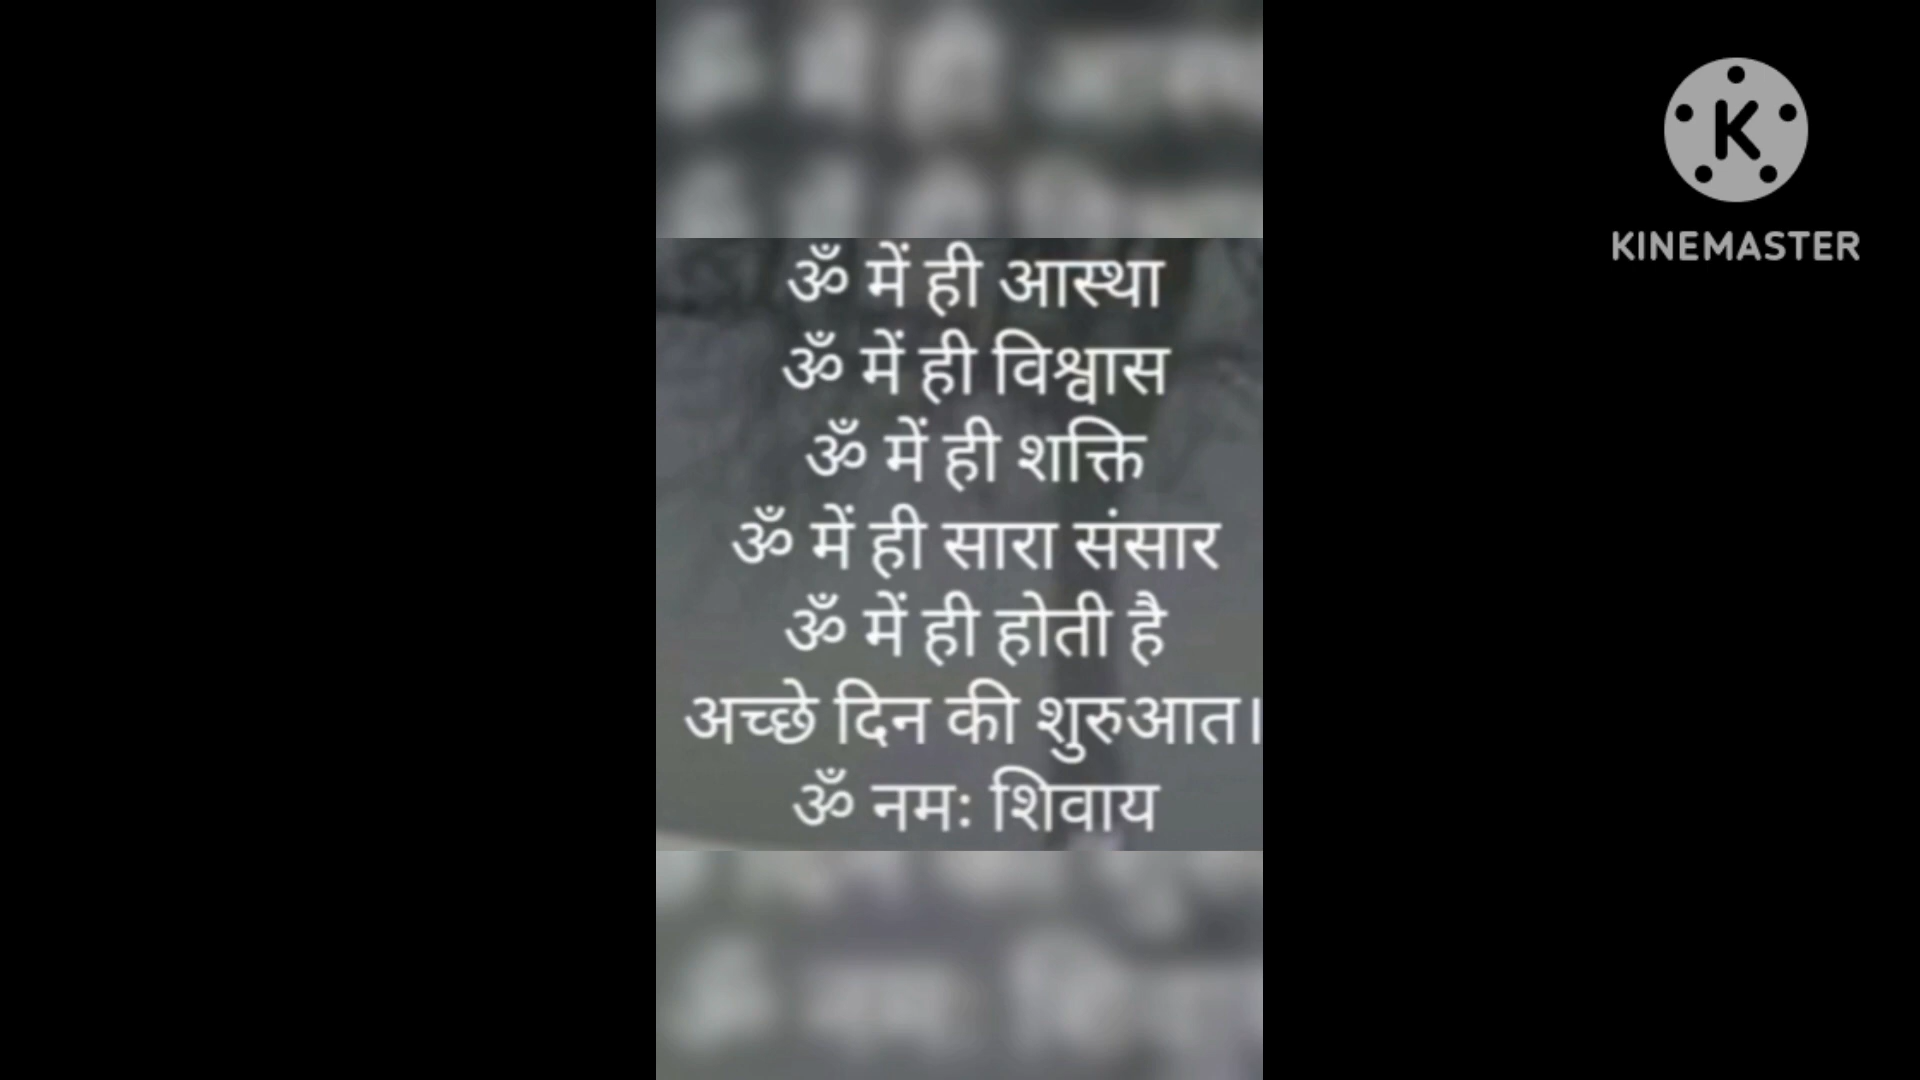 ॐ में ही आस्था
ॐ में ही विश्वास
ॐ में ही शक्ति
ॐ में ही सारा संसार
ॐ में ही होती है
अच्छे दिन की शुरुआत।
ॐ नमः शिवाय
K
KINEMASTER